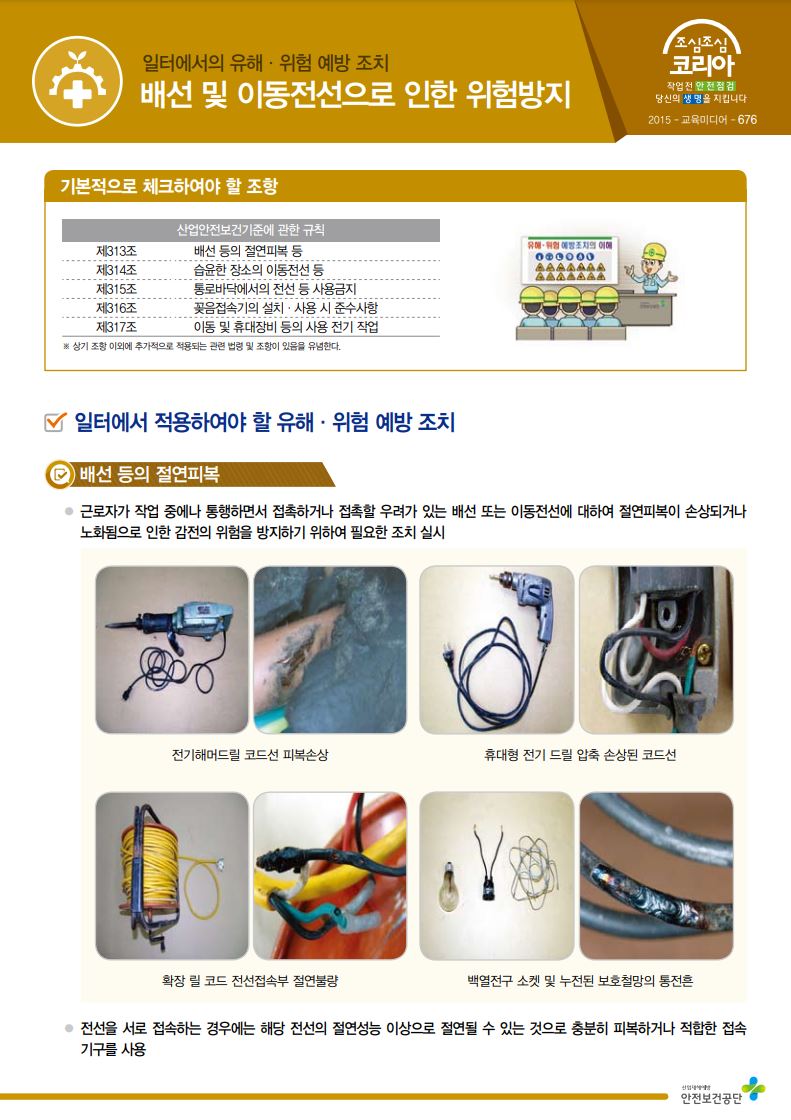 일터에서의 유해 · 위험 예방 조치
배선 및 이동전선으로 인한 위험방지
조심조심
코리아
작업전 안전점검
당신의 생명을 지킵니다
2015 - 교육미디어 - 676
기본적으로 체크하여야 할 조항
산업안전보건기준에 관한 규칙
제313조 배선 등의 절연피복 등
제314조 습윤한 장소의 이동전선 등
제315조 통로바닥에서의 전선 등 사용금지
제316조 꽂음접속기의 설치 · 사용 시 준수사항
제317조 이동 및 휴대장비 등의 사용 전기 작업
※ 상기 조항 이외에 추가적으로 적용되는 관련 법령 및 조항이 있음을 유념한다.
유해·위험 예방조치의 이해
일터에서 적용하여야 할 유해 · 위험 예방 조치
배선 등의 절연피복
근로자가 작업 중에나 통행하면서 접촉하거나 접촉할 우려가 있는 배선 또는 이동전선에 대하여 절연피복이 손상되거나
노화됨으로 인한 감전의 위험을 방지하기 위하여 필요한 조치 실시
전기해머드릴 코드선 피복손상
휴대형 전기 드릴 압축 손상된 코드선
확장 릴 코드 전선접속부 절연불량
백열전구 소켓 및 누전된 보호철망의 통전흔
전선을 서로 접속하는 경우에는 해당 전선의 절연성능 이상으로 절연될 수 있는 것으로 충분히 피복하거나 적합한 접속
기구를 사용
산업재해예방
안전보건공단